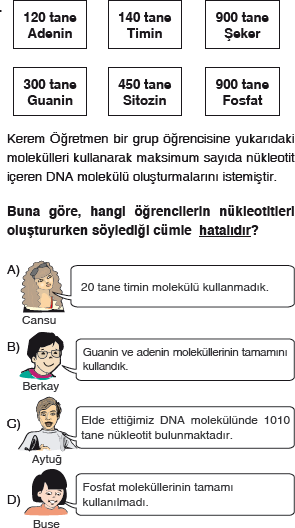 120 tane
Adenin
140 tane
Timin
900 tane
Şeker
300 tane
Guanin
450 tane
Sitozin
900 tane
Fosfat
Kerem Öğretmen bir grup öğrencisine yukarıdaki
molekülleri kullanarak maksimum sayıda nükleotit
içeren DNA molekülü oluşturmalarını istemiştir.
Buna göre, hangi öğrencilerin nükleotitleri
oluştururken söylediği cümle hatalıdır?
A)
20 tane timin molekülü kullanmadık.
Cansu
B)
Guanin ve adenin moleküllerinin tamamını
kullandık.
Berkay
C)
Elde ettiğimiz DNA molekülünde 1010
tane nükleotit bulunmaktadır.
Aytuğ
D)
Fosfat moleküllerinin tamamı
kullanılmadı.
Buse